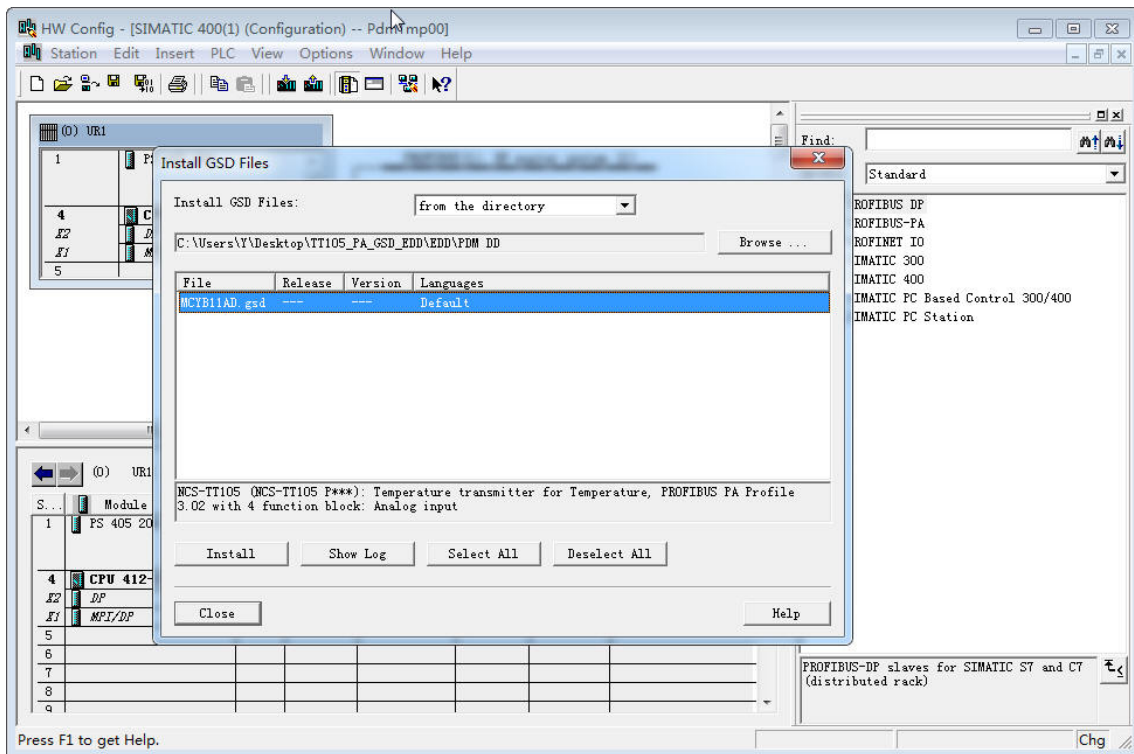 HW Config - [SIMATIC 400(1) (Configuration) -- PdmTmp00]
Station Edit Insert PLC View Options Window Help
(0) UR1
1
4
X2
X1
5
Find:
Standard
ROFIBUS DP
ROFIBUS-PA
ROFINET IO
IMATIC 300
IMATIC 400
IMATIC PC Based Control 300/400
IMATIC PC Station
Install GSD Files
Install GSD Files: from the directory
C:\Users\Y\Desktop\TT105_PA_GSD_EDD\EDD\PDM DD Browse ...
File Release Version Languages
MCYB11AD.gsd --- --- Default
NCS-TT105 (NCS-TT105 P***): Temperature transmitter for Temperature, PROFIBUS PA Profile
3.02 with 4 function block: Analog input
Install Show Log Select All Deselect All
Close Help
(0) UR1
S... Module
1 PS 405 20
4 CPU 412-
X2 DP
X1 MPI/DP
5
6
7
8
9
PROFIBUS-DP slaves for SIMATIC S7 and C7
(distributed rack)
Press F1 to get Help. Chg